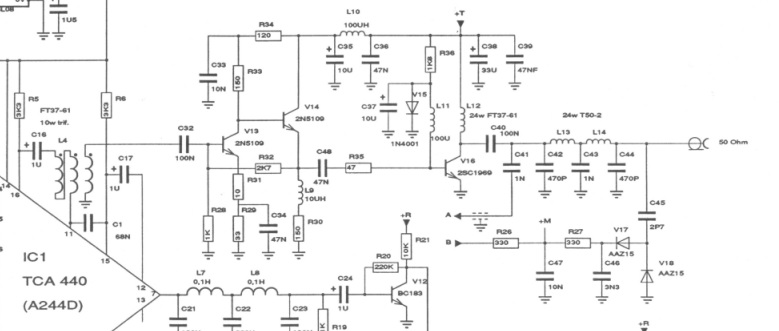 L10
+T
R34
100UH
1U5
120
C35
C36
R36
C38
C39
C33
R33
10U
47N
1K8
33U
47NF
10N
150
V15
R5
R6
FT37-61
10w trif.
V14
C37
L11
L12
24w FT37-61
24w T50-2
3K3
3K3
2N5109
10U
C40
C16
L4
C32
V13
1N4001
100U
100N
L13
L14
50 Ohm
1U
100N
2N5109
R32
C48
R35
V16
C41
C42
C43
C44
C17
2K7
47N
47
2SC1969
1N
470P
1N
470P
14
16
1U
R31
10
L9
10UH
C45
R28
R29
C34
R30
A
2P7
C1
1K
33
47N
150
+R
+M
68N
11
R26
R27
V17
B
330
330
AAZ15
V18
15
R20
10K
R21
IC1
L7
L8
220K
C47
C46
AAZ15
TCA 440
0,1H
0,1H
C24
V12
10N
3N3
(A244D)
12
7
13
1U
BC183
C21
C22
C23
R19
+R